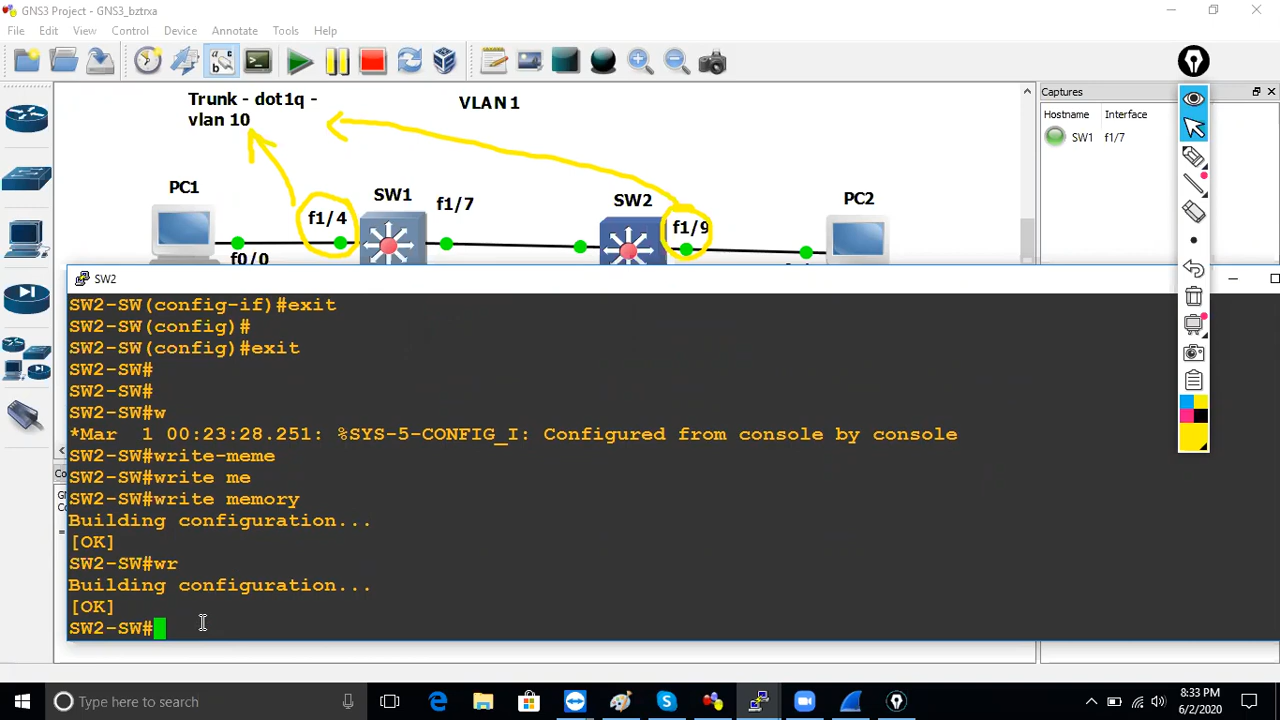 GNS3 Project - GNS3_bztrxa
File Edit View Control Device Annotate Tools Help
Trunk - dot1q -
vlan 10
VLAN1
PC1
SW1
SW2
PC2
f1/4
f1/7
f1/9
f0/0
Captures
Hostname Interface
SW1 f1/7
SW2
SW2-SW(config-if)#exit
SW2-SW(config)#
SW2-SW(config)#exit
SW2-SW#
SW2-SW#
SW2-SW#w
*Mar  1 00:23:28.251: %SYS-5-CONFIG_I: Configured from console by console
SW2-SW#write-meme
SW2-SW#write me
SW2-SW#write memory
Building configuration...
[OK]
SW2-SW#wr
Building configuration...
[OK]
SW2-SW#
Type here to search
8:33 PM
6/2/2020